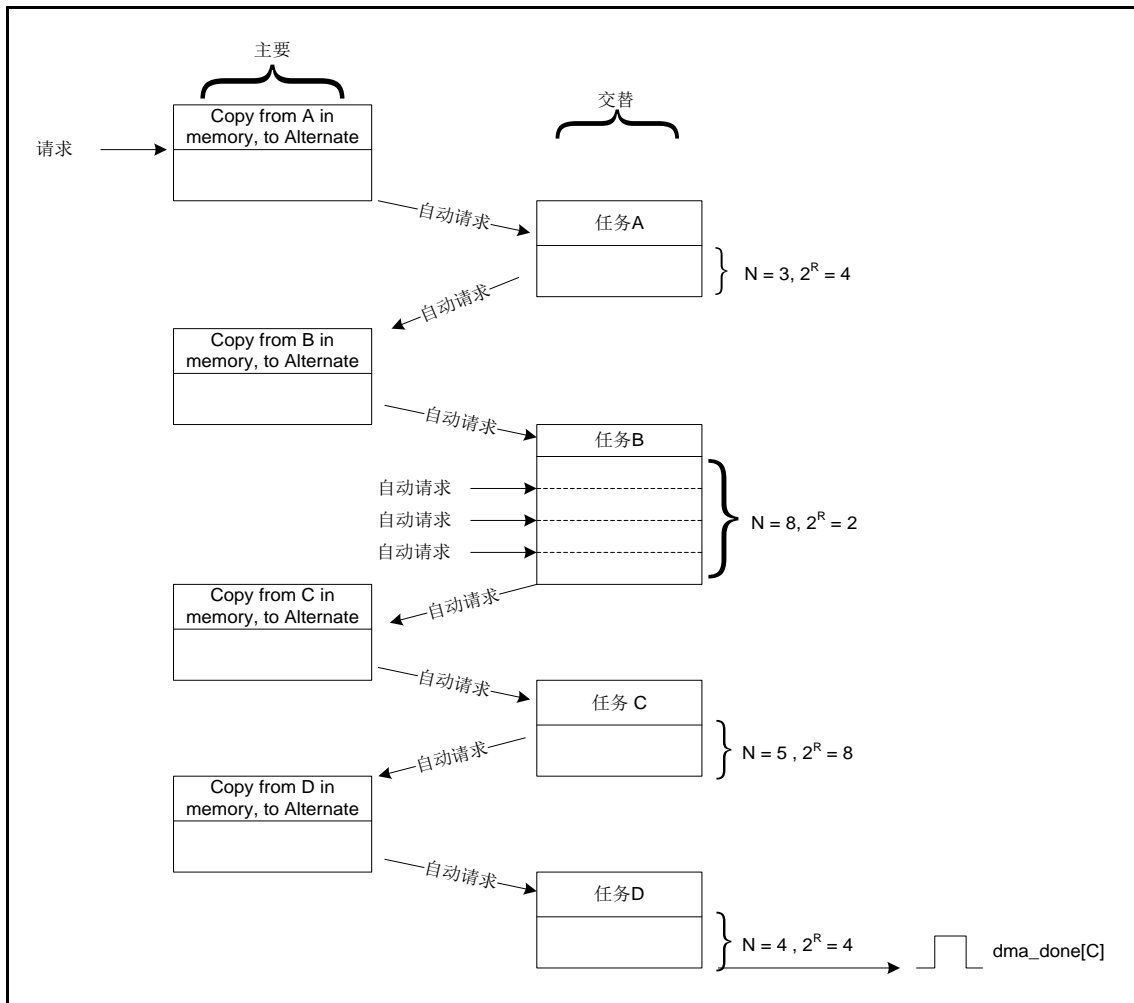 主要
Copy from A in
memory, to Alternate
交替
请求
自动请求
任务A
N = 3, 2^R = 4
自动请求
Copy from B in
memory, to Alternate
自动请求
任务B
自动请求
自动请求
自动请求
N = 8, 2^R = 2
自动请求
Copy from C in
memory, to Alternate
自动请求
任务 C
N = 5 , 2^R = 8
自动请求
Copy from D in
memory, to Alternate
自动请求
任务D
N = 4 , 2^R = 4
dma_done[C]